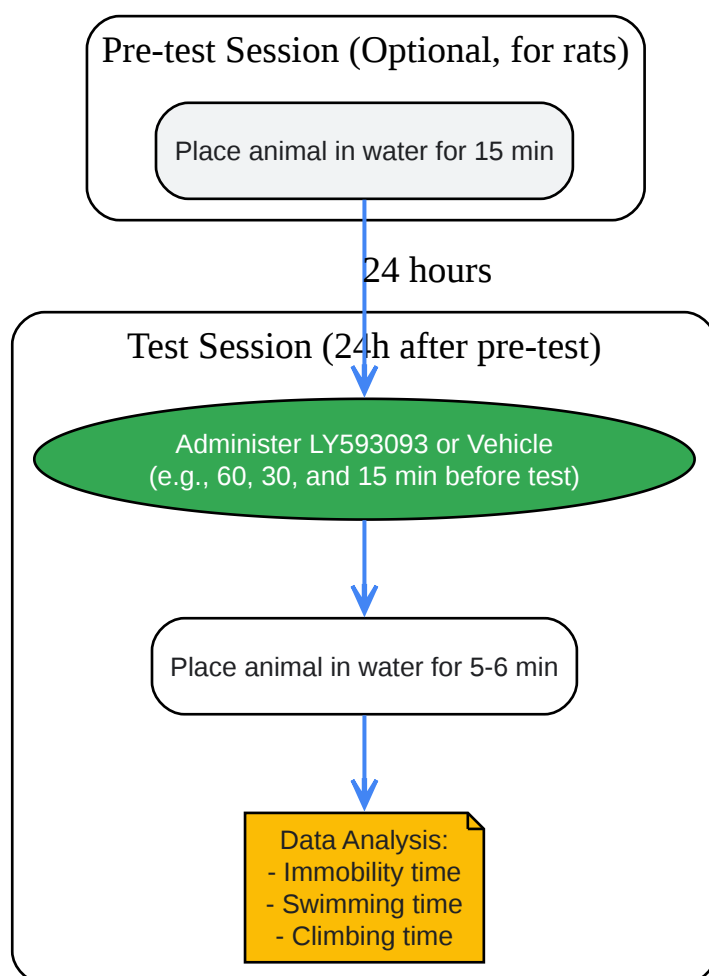 Pre-test Session (Optional, for rats)
Place animal in water for 15 min
24 hours
Test Session (24h after pre-test)
Administer LY593093 or Vehicle
(e.g., 60, 30, and 15 min before test)
Place animal in water for 5-6 min
Data Analysis:
- Immobility time
- Swimming time
- Climbing time